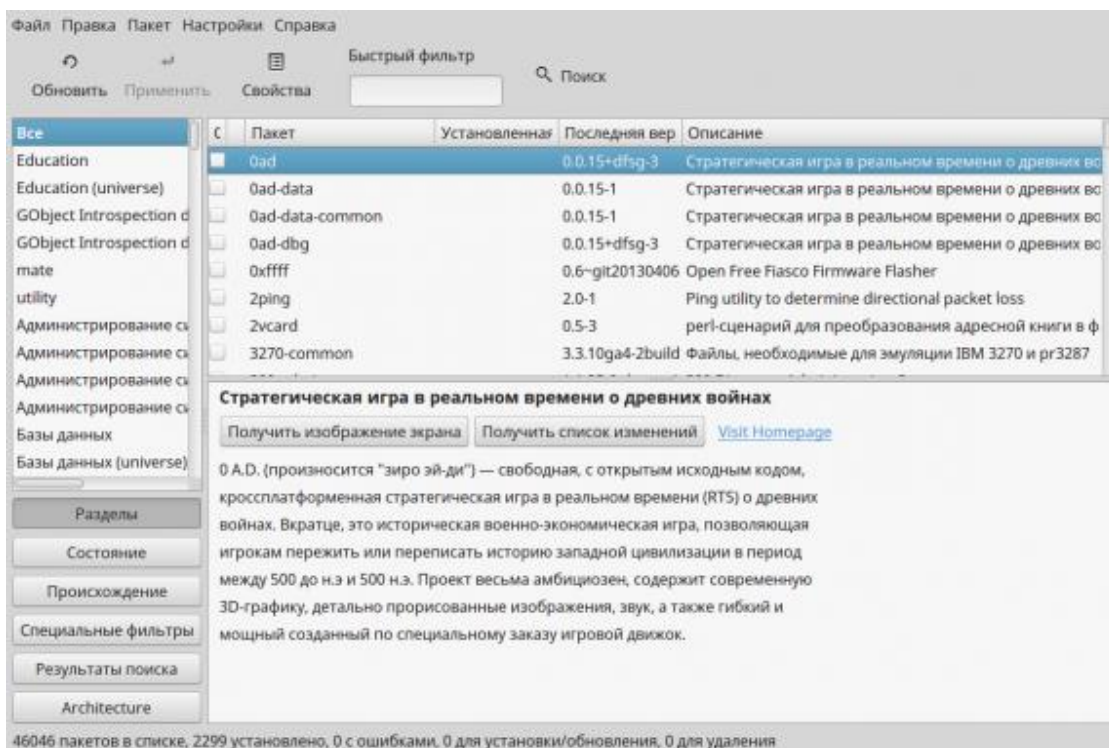 Файл Правка Пакет Настройки Справка
Обновить Применить Свойства Быстрый фильтр Поиск
Все
Education
Education (universe)
GObject Introspection d
GObject Introspection d
mate
utility
Администрирование си
Администрирование си
Администрирование си
Администрирование си
Базы данных
Базы данных (universe)
Разделы
Состояние
Происхождение
Специальные фильтры
Результаты поиска
Architecture
С Пакет Установленная Последняя вер Описание
0ad 0.0.15+dfsg-3 Стратегическая игра в реальном времени о древних во
0ad-data 0.0.15-1 Стратегическая игра в реальном времени о древних во
0ad-data-common 0.0.15-1 Стратегическая игра в реальном времени о древних во
0ad-dbg 0.0.15+dfsg-3 Стратегическая игра в реальном времени о древних во
0xffff 0.6~git20130406 Open Free Fiasco Firmware Flasher
2ping 2.0-1 Ping utility to determine directional packet loss
2vcard 0.5-3 perl-сценарий для преобразования адресной книги в ф
3270-common 3.3.10ga4-2build Файлы, необходимые для эмуляции IBM 3270 и pr3287
Стратегическая игра в реальном времени о древних войнах
Получить изображение экрана Получить список изменений Visit Homepage
0 A.D. (произносится "зиро эй-ди") — свободная, с открытым исходным кодом,
кроссплатформенная стратегическая игра в реальном времени (RTS) о древних
войнах. Вкратце, это историческая военно-экономическая игра, позволяющая
игрокам пережить или переписать историю западной цивилизации в период
между 500 до н.э и 500 н.э. Проект весьма амбициозен, содержит современную
3D-графику, детально прорисованные изображения, звук, а также гибкий и
мощный созданный по специальному заказу игровой движок.
46046 пакетов в списке, 2299 установлено, 0 с ошибками, 0 для установки/обновления, 0 для удаления